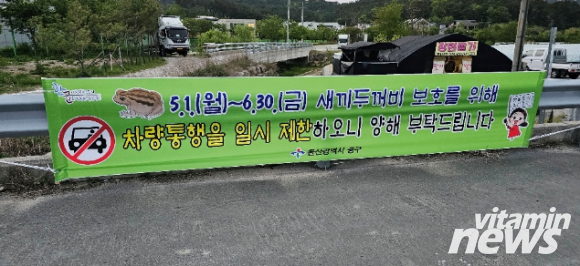 5.1.(월)~6.30.(금) 새끼두꺼비 보호를 위해
차량통행을 일시 제한하오니 양해 부탁드립니다
울산광역시 중구
vitamin
news